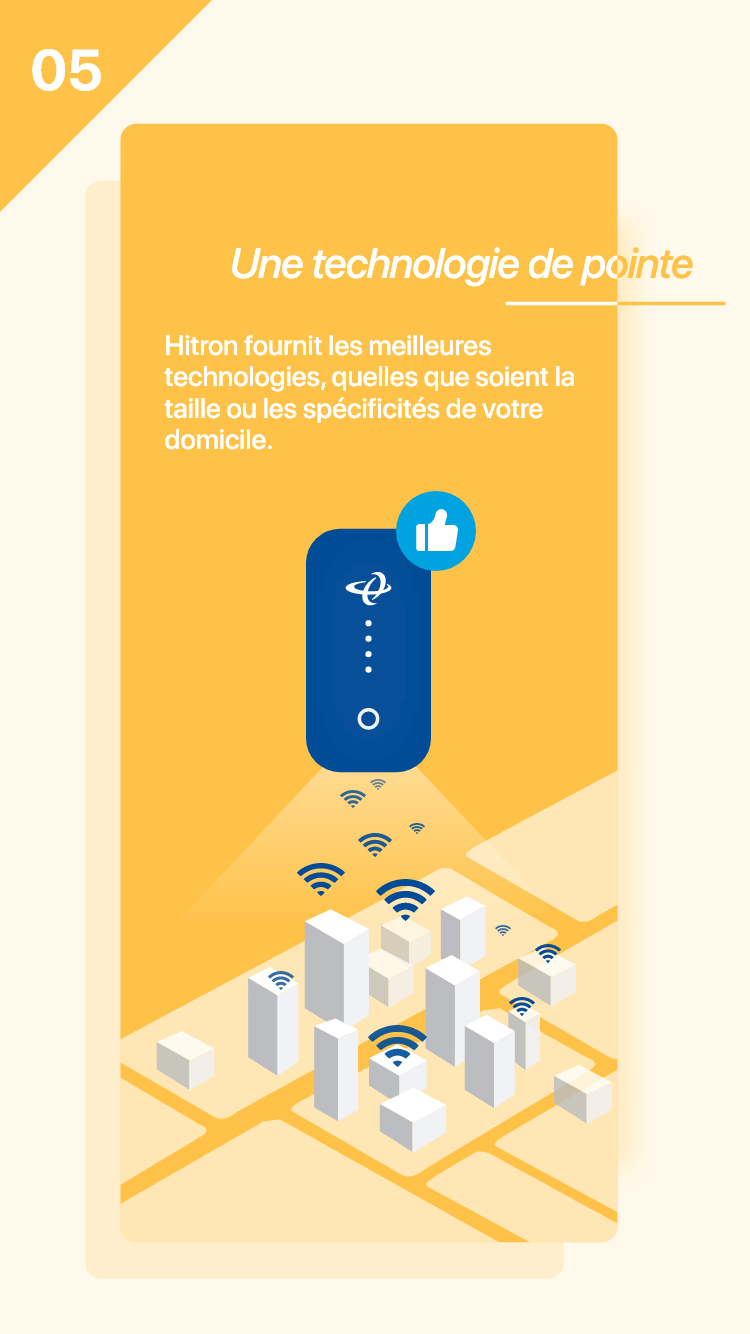 05
Une technologie de pointe
Hitron fournit les meilleures
technologies, quelles que soient la
taille ou les spécificités de votre
domicile.